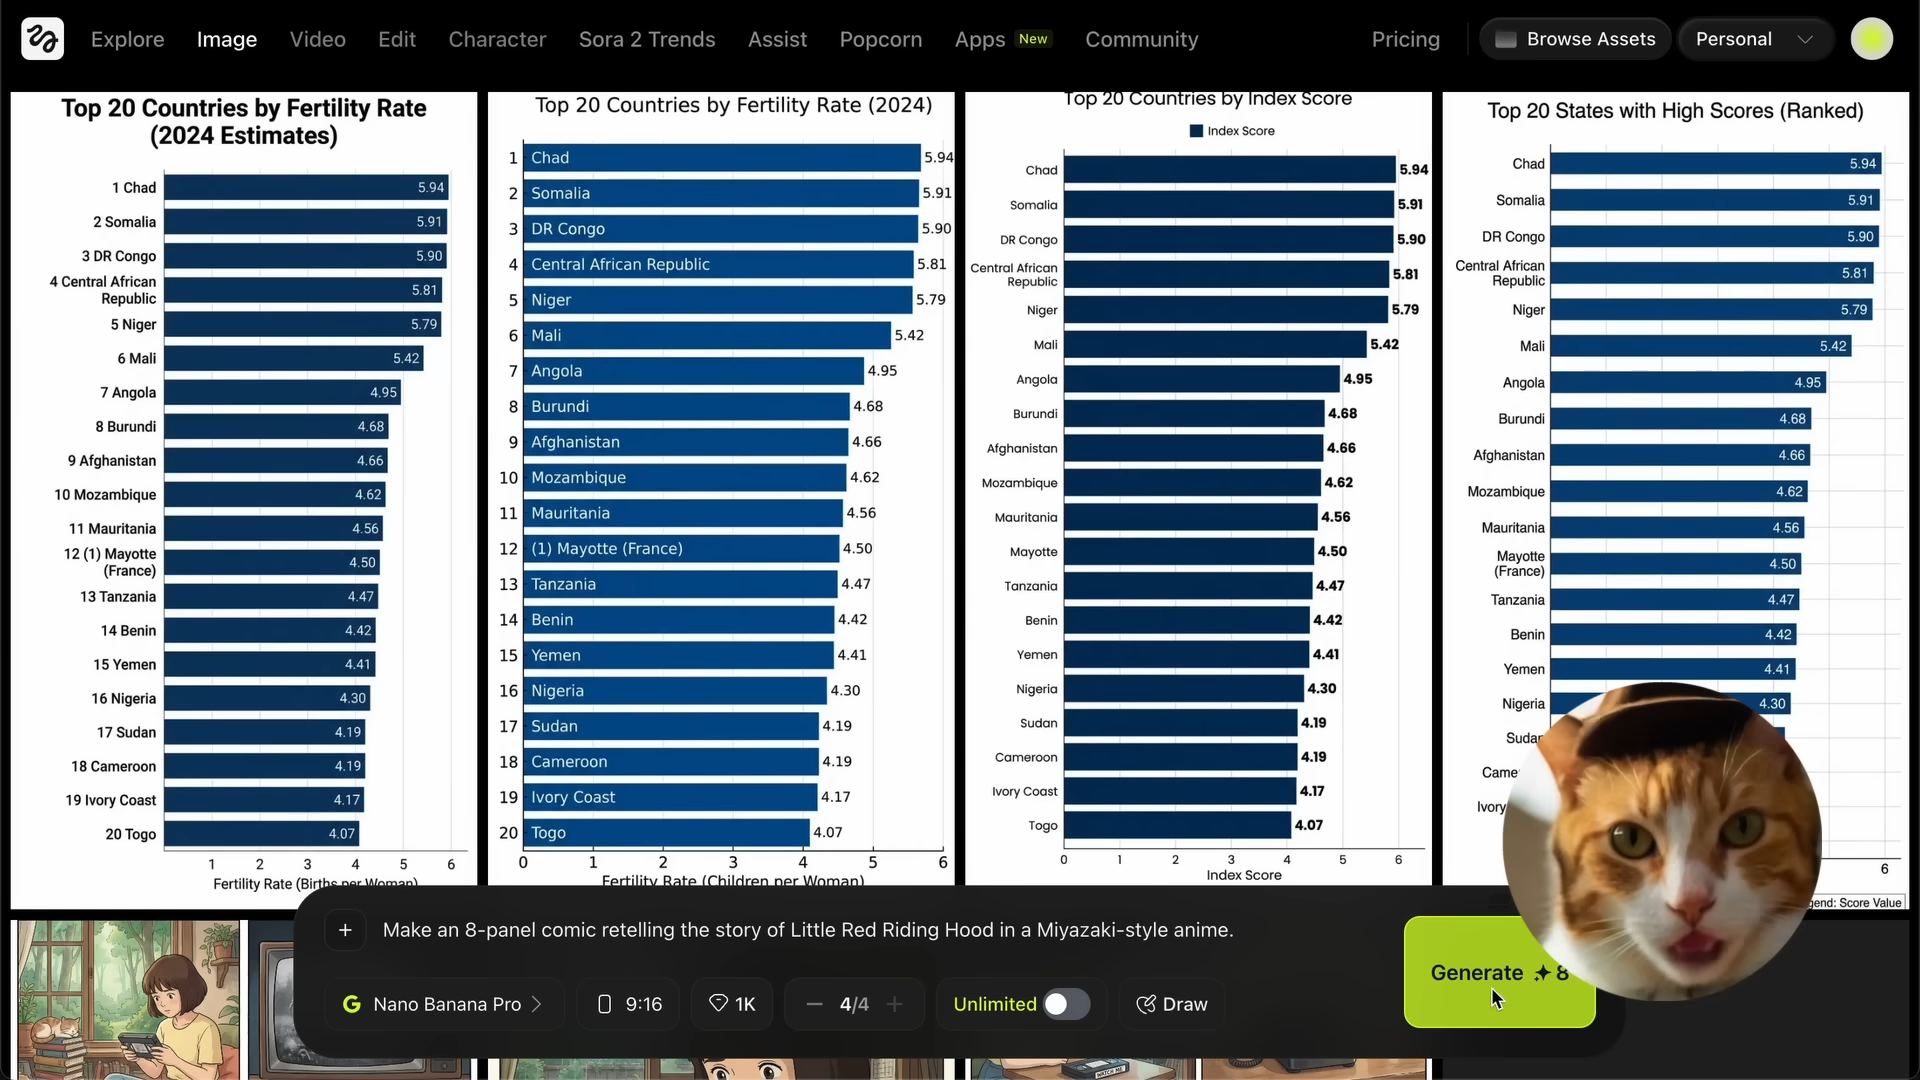 Explore
Image
Video
Edit
Character
Sora 2 Trends
Assist
Popcorn
Apps New
Community
Pricing
Browse Assets
Personal
Top 20 Countries by Fertility Rate
(2024 Estimates)
1 Chad 5.94
2 Somalia 5.91
3 DR Congo 5.90
4 Central African
Republic 5.81
5 Niger 5.79
6 Mali 5.42
7 Angola 4.95
8 Burundi 4.68
9 Afghanistan 4.66
10 Mozambique 4.62
11 Mauritania 4.56
12 (1) Mayotte
(France) 4.50
13 Tanzania 4.47
14 Benin 4.42
15 Yemen 4.41
16 Nigeria 4.30
17 Sudan 4.19
18 Cameroon 4.19
19 Ivory Coast 4.17
20 Togo 4.07
1 2 3 4 5 6
Fertility Rate (Births per Woman)
Top 20 Countries by Fertility Rate (2024)
1 Chad 5.94
2 Somalia 5.91
3 DR Congo 5.90
4 Central African Republic 5.81
5 Niger 5.79
6 Mali 5.42
7 Angola 4.95
8 Burundi 4.68
9 Afghanistan 4.66
10 Mozambique 4.62
11 Mauritania 4.56
12 (1) Mayotte (France) 4.50
13 Tanzania 4.47
14 Benin 4.42
15 Yemen 4.41
16 Nigeria 4.30
17 Sudan 4.19
18 Cameroon 4.19
19 Ivory Coast 4.17
20 Togo 4.07
0 1 2 3 4 5 6
Fertility Rate (Children per Woman)
Top 20 Countries by Index Score
Index Score
Chad 5.94
Somalia 5.91
DR Congo 5.90
Central African
Republic 5.81
Niger 5.79
Mali 5.42
Angola 4.95
Burundi 4.68
Afghanistan 4.66
Mozambique 4.62
Mauritania 4.56
Mayotte 4.50
Tanzania 4.47
Benin 4.42
Yemen 4.41
Nigeria 4.30
Sudan 4.19
Cameroon 4.19
Ivory Coast 4.17
Togo 4.07
0 1 2 3 4 5 6
Index Score
Top 20 States with High Scores (Ranked)
Chad 5.94
Somalia 5.91
DR Congo 5.90
Central African
Republic 5.81
Niger 5.79
Mali 5.42
Angola 4.95
Burundi 4.68
Afghanistan 4.66
Mozambique 4.62
Mauritania 4.56
Mayotte
(France) 4.50
Tanzania 4.47
Benin 4.42
Yemen 4.41
Nigeria 4.30
Sudan
Ivory
6
Score Value
+ Make an 8-panel comic retelling the story of Little Red Riding Hood in a Miyazaki-style anime.
G Nano Banana Pro
9:16
1K
4/4
Unlimited
Draw
Generate 8
WATCH ME